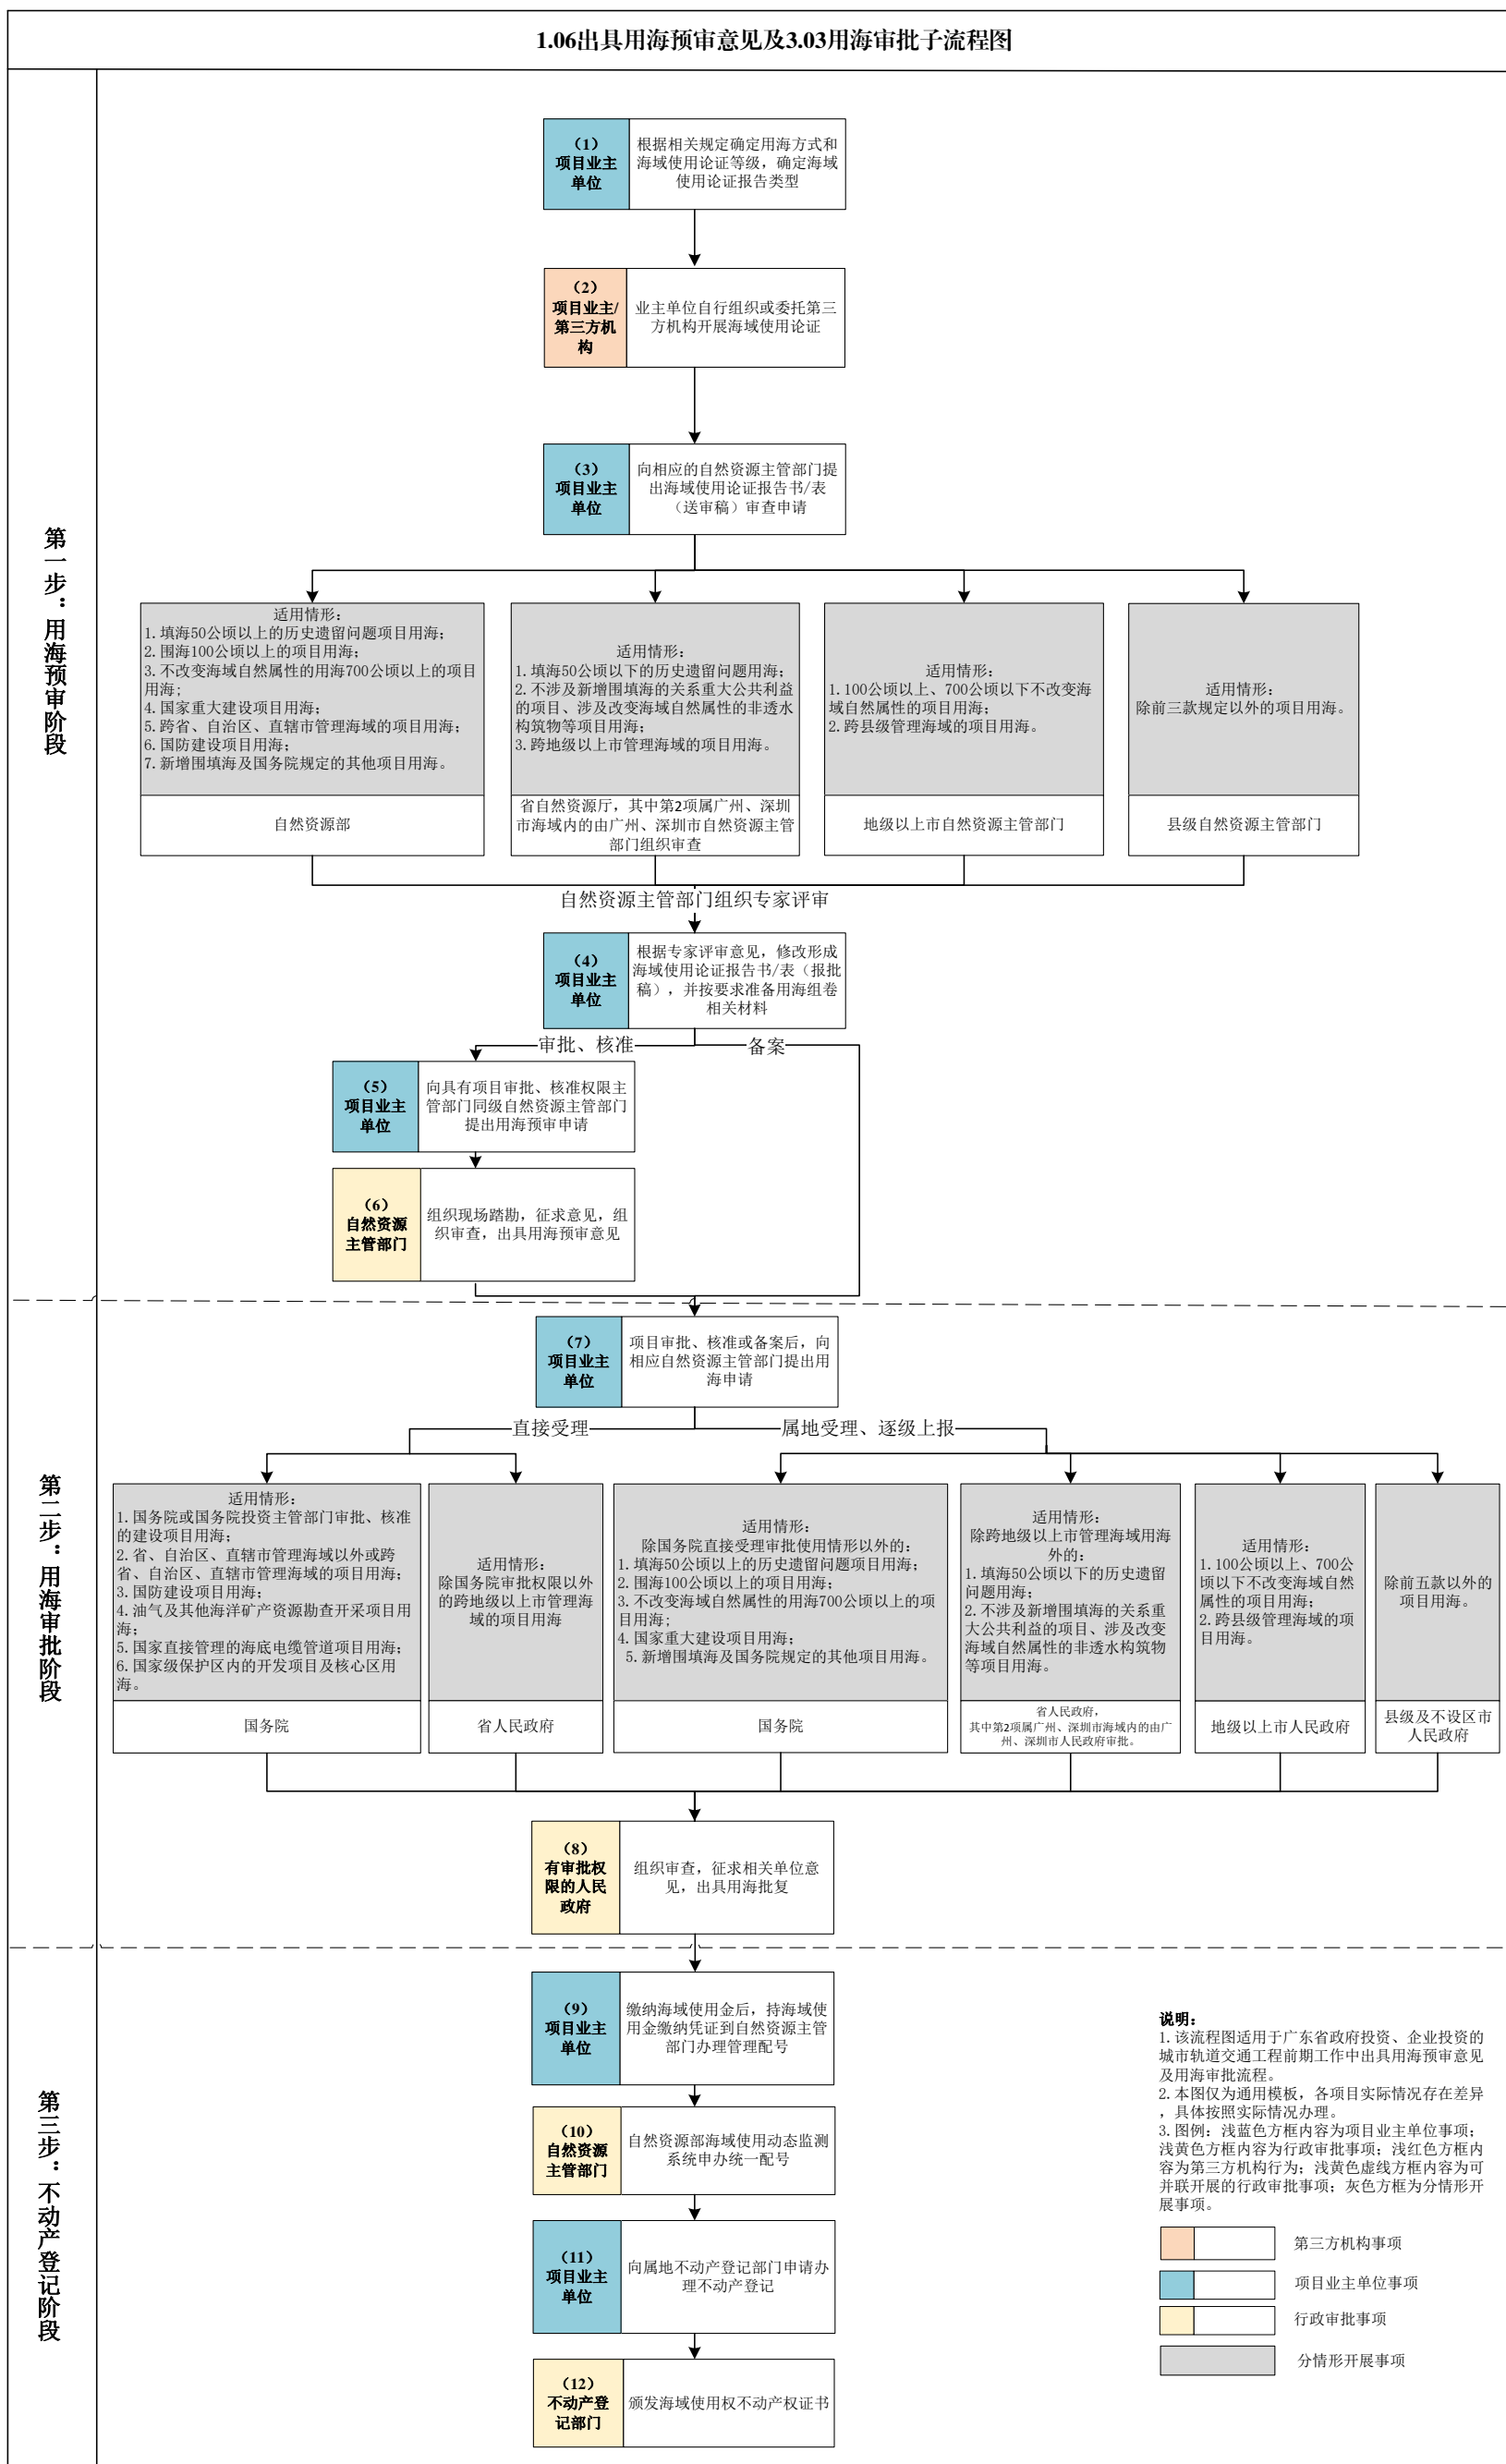 1.06出具用海预审意见及3.03用海审批子流程图
第一步：用海预审阶段
（1）
项目业主
单位
根据相关规定确定用海方式和
海域使用论证等级，确定海域
使用论证报告类型
（2）
项目业主/
第三方机
构
业主单位自行组织或委托第三
方机构开展海域使用论证
（3）
项目业主
单位
向相应的自然资源主管部门提
出海域使用论证报告书/表
（送审稿）审查申请
适用情形：
1.填海50公顷以上的历史遗留问题项目用海；
2.围海100公顷以上的项目用海；
3.不改变海域自然属性的用海700公顷以上的项目
用海；
4.国家重大建设项目用海；
5.跨省、自治区、直辖市管理海域的项目用海；
6.国防建设项目用海；
7.新增围填海及国务院规定的其他项目用海。
自然资源部
适用情形：
1.填海50公顷以下的历史遗留问题用海；
2.不涉及新增围填海的关系重大公共利益
的项目、涉及改变海域自然属性的非透水
构筑物等项目用海；
3.跨地级以上市管理海域的项目用海。
省自然资源厅，其中第2项属广州、深圳
市海域内的由广州、深圳市自然资源主管
部门组织审查
适用情形：
1.100公顷以上、700公顷以下不改变海
域自然属性的项目用海；
2.跨县级管理海域的项目用海。
地级以上市自然资源主管部门
适用情形：
除前三款规定以外的项目用海。
县级自然资源主管部门
自然资源主管部门组织专家评审
（4）
项目业主
单位
根据专家评审意见，修改形成
海域使用论证报告书/表（报批
稿），并按要求准备用海组卷
相关材料
审批、核准
备案
（5）
项目业主
单位
向具有项目审批、核准权限主
管部门同级自然资源主管部门
提出用海预审申请
（6）
自然资源
主管部门
组织现场踏勘，征求意见，组
织审查，出具用海预审意见
第二步：用海审批阶段
（7）
项目业主
单位
项目审批、核准或备案后，向
相应自然资源主管部门提出用
海申请
直接受理
属地受理、逐级上报
适用情形：
1.国务院或国务院投资主管部门审批、核准
的建设项目用海；
2.省、自治区、直辖市管理海域以外或跨
省、自治区、直辖市管理海域的项目用海；
3.国防建设项目用海；
4.油气及其他海洋矿产资源勘查开采项目用
海；
5.国家直接管理的海底电缆管道项目用海；
6.国家级保护区内的开发项目及核心区用
海。
国务院
适用情形：
除国务院审批权限以外
的跨地级以上市管理海
域的项目用海
省人民政府
适用情形：
除国务院直接受理审批使用情形以外的：
1.填海50公顷以上的历史遗留问题项目用海；
2.围海100公顷以上的项目用海；
3.不改变海域自然属性的用海700公顷以上的项
目用海；
4.国家重大建设项目用海；
5.新增围填海及国务院规定的其他项目用海。
国务院
适用情形：
除跨地级以上市管理海域用海
外的：
1.填海50公顷以下的历史遗留
问题用海；
2.不涉及新增围填海的关系重
大公共利益的项目、涉及改变
海域自然属性的非透水构筑物
等项目用海。
省人民政府，
其中第2项属广州、深圳市海域内的由广
州、深圳市人民政府审批。
适用情形：
1.100公顷以上、700公
顷以下不改变海域自然
属性的项目用海；
2.跨县级管理海域的项
目用海。
地级以上市人民政府
除前五款以外的
项目用海。
县级及不设区市
人民政府
（8）
有审批权
限的人民
政府
组织审查，征求相关单位意
见，出具用海批复
第三步：不动产登记阶段
（9）
项目业主
单位
缴纳海域使用金后，持海域使
用金缴纳凭证到自然资源主管
部门办理管理配号
（10）
自然资源
主管部门
自然资源部海域使用动态监测
系统申办统一配号
（11）
项目业主
单位
向属地不动产登记部门申请办
理不动产登记
（12）
不动产登
记部门
颁发海域使用权不动产权证书
说明：
1.该流程图适用于广东省政府投资、企业投资的
城市轨道交通工程前期工作中出具用海预审意见
及用海审批流程。
2.本图仅为通用模板，各项目实际情况存在差异
，具体按照实际情况办理。
3.图例：浅蓝色方框内容为项目业主单位事项；
浅黄色方框内容为行政审批事项；浅红色方框内
容为第三方机构行为；浅黄色虚线方框内容为可
并联开展的行政审批事项；灰色方框为分情形开
展事项。
第三方机构事项
项目业主单位事项
行政审批事项
分情形开展事项